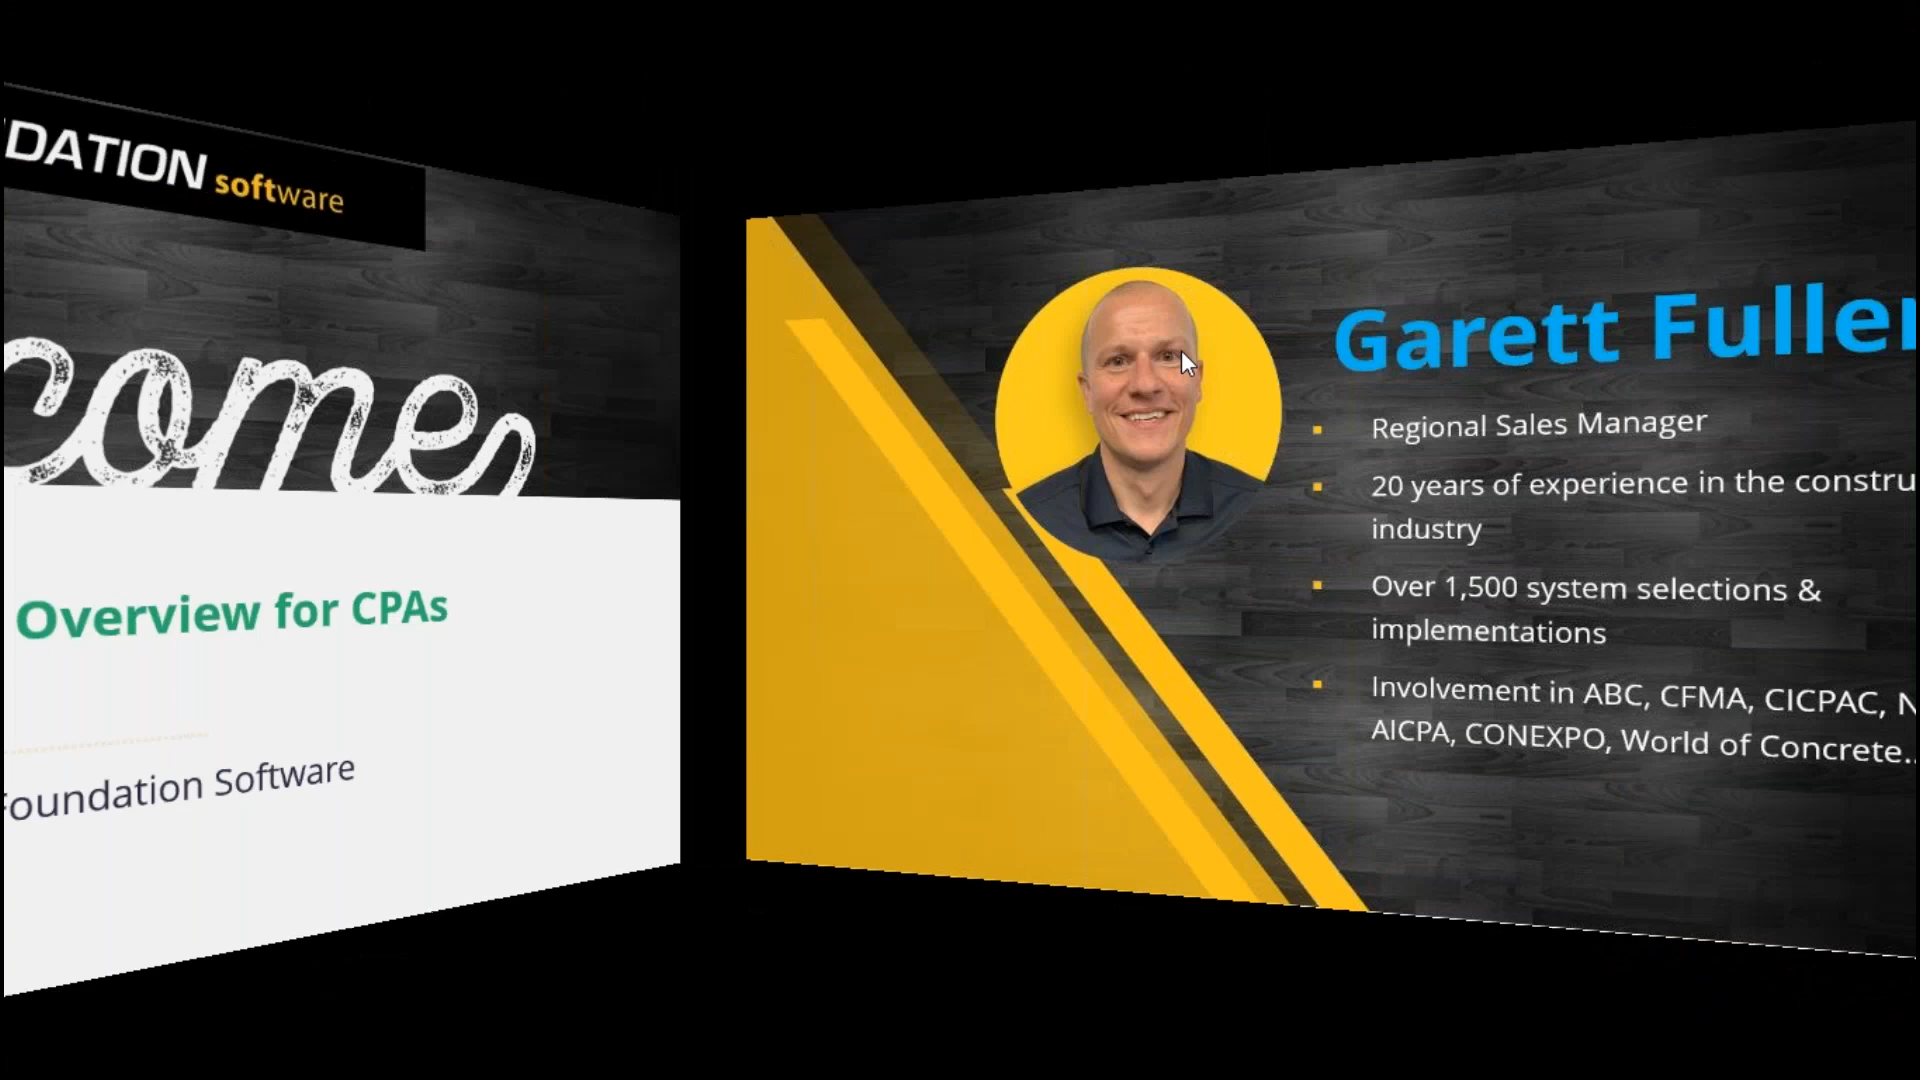 DATION software
come
Overview for CPAs
Foundation Software
Garett Fuller
Regional Sales Manager
20 years of experience in the constru
industry
Over 1,500 system selections &
implementations
Involvement in ABC, CFMA, CICPAC, N
AICPA, CONEXPO, World of Concrete..